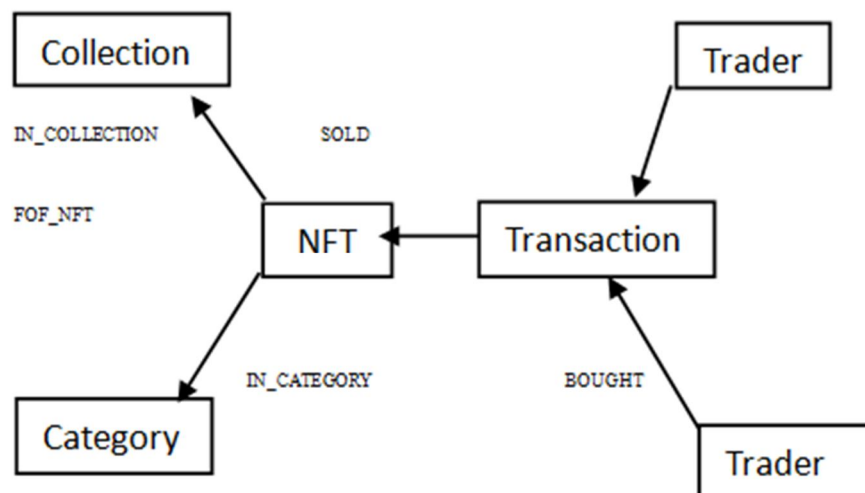 Collection
Trader
IN_COLLECTION
SOLD
FOF_NFT
NFT
Transaction
IN_CATEGORY
BOUGHT
Category
Trader